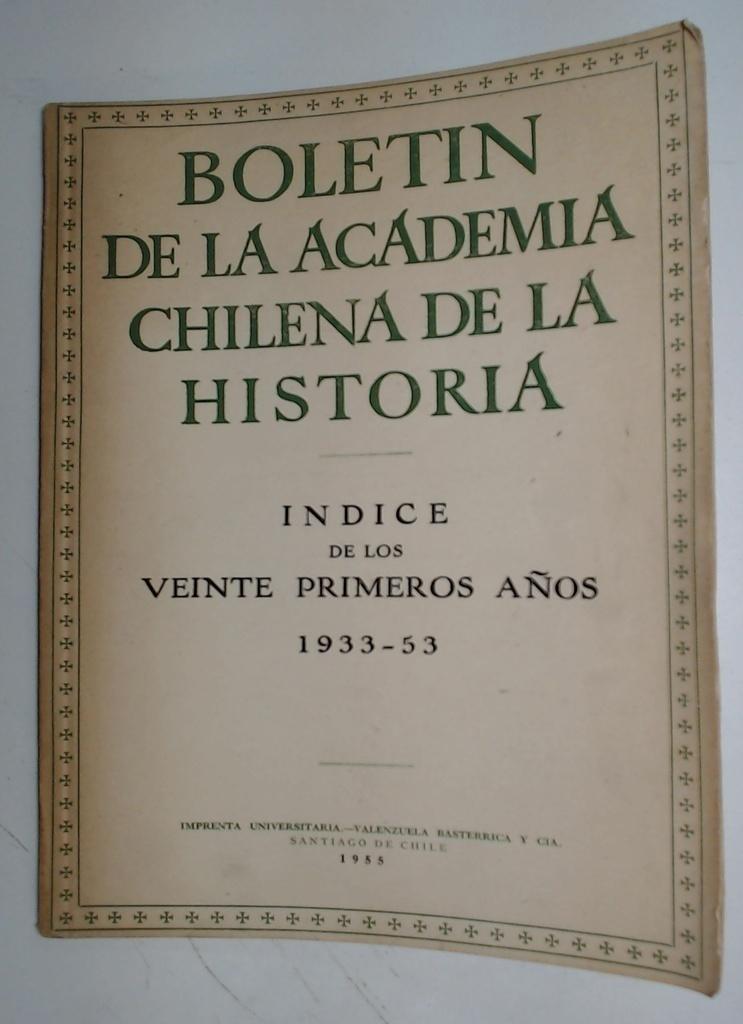 BOLETIN
DE LA ACADEMIA
CHILENA DE LA
HISTORIA
INDICE
DE LOS
VEINTE PRIMEROS AÑOS
1933-53
IMPRENTA UNIVERSITARIA.—VALENZUELA BASTERRICA Y CIA.
SANTIAGO DE CHILE
1955